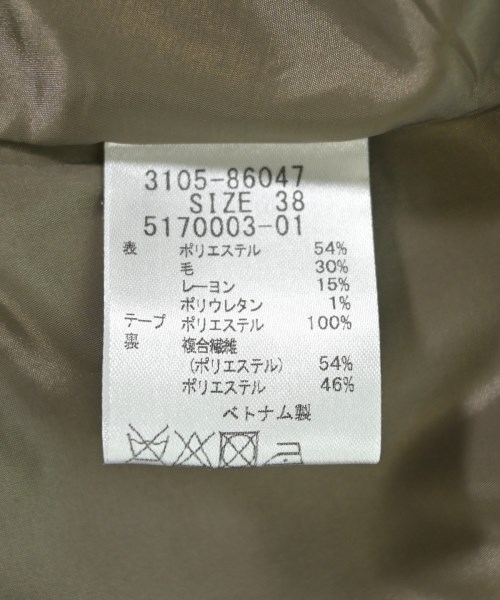 3105-86047
SIZE 38
5170003-01
表 ポリエステル 54%
毛 30%
レーヨン 15%
ポリウレタン 1%
テープ ポリエステル 100%
裏 複合繊維
(ポリエステル) 54%
ポリエステル 46%
ベトナム製